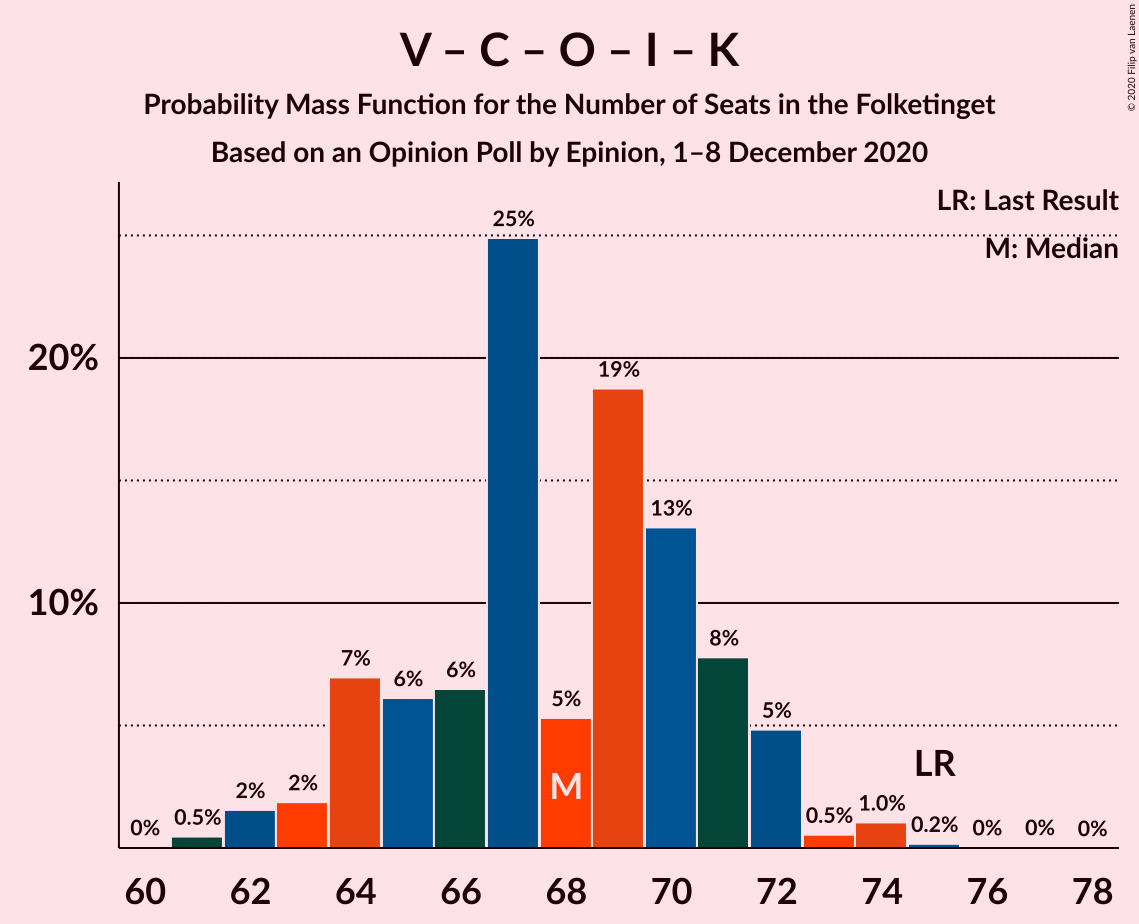 V – C – O – I – K
Probability Mass Function for the Number of Seats in the Folketinget
Based on an Opinion Poll by Epinion, 1–8 December 2020
© 2020 Filip van Laenen
LR: Last Result
M: Median
20%
10%
0%
0.5%
2%
2%
7%
6%
6%
25%
5%
19%
13%
8%
5%
0.5%
1.0%
0.2%
0%
0%
0%
M
LR
60 62 64 66 68 70 72 74 76 78